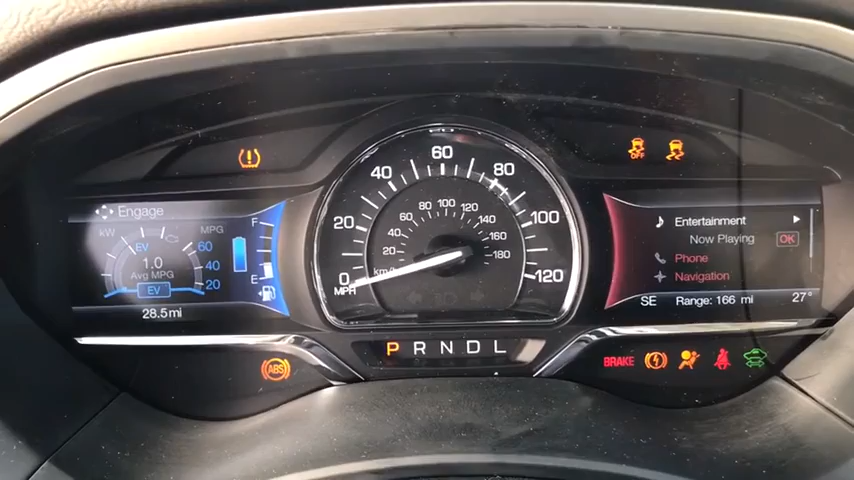 Engage
kW
MPG
EV
60
1.0
40
Avg MPG
20
EV
28.5mi
F
E
ABS
0
20
40
60
80
100
120
MPH
km/h
20
40
60
80
100
120
140
160
180
P R N D L
OFF
Entertainment
Now Playing
OK
Phone
Navigation
SE Range: 166 mi 27°
BRAKE